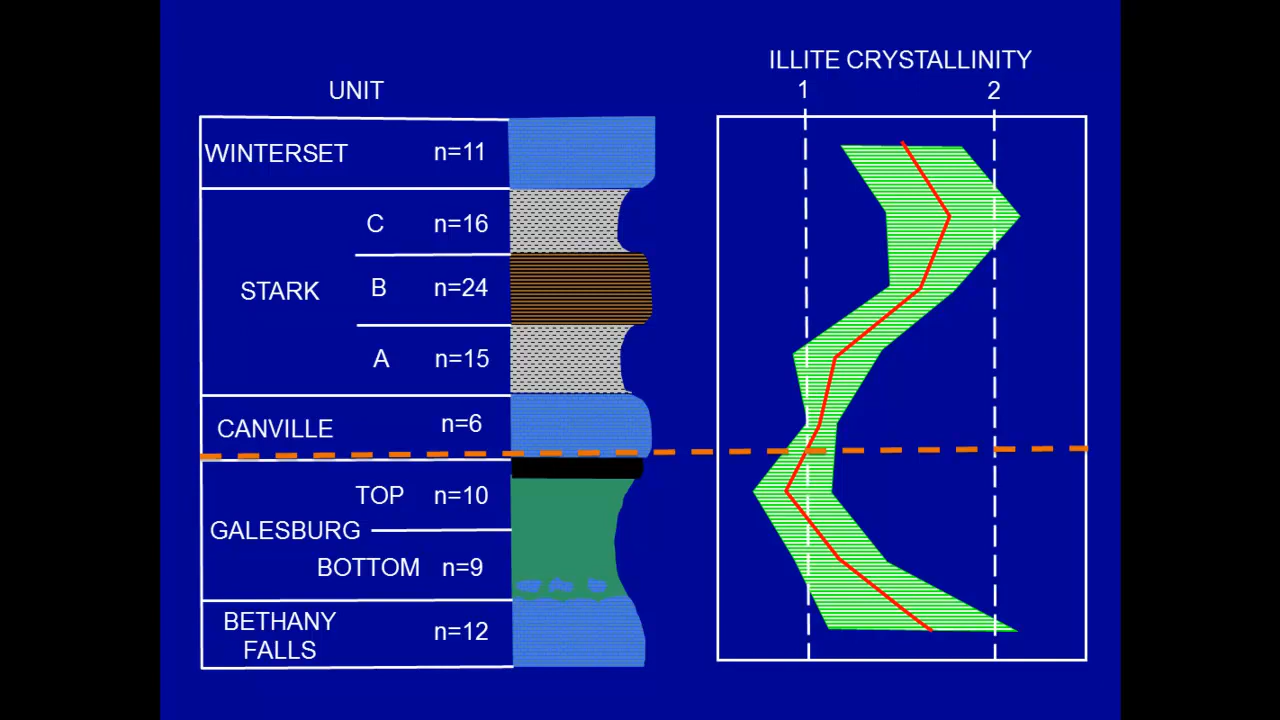 ILLITE CRYSTALLINITY
UNIT
1 2
WINTERSET n=11
C n=16
STARK B n=24
A n=15
CANVILLE n=6
TOP n=10
GALESBURG
BOTTOM n=9
BETHANY FALLS n=12